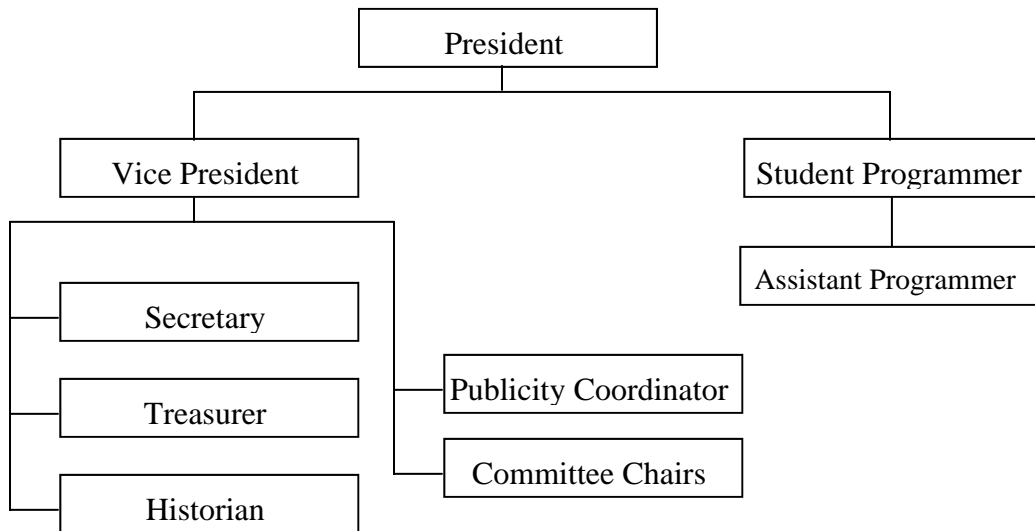 President
Vice President
Student Programmer
Assistant Programmer
Secretary
Treasurer
Historian
Publicity Coordinator
Committee Chairs